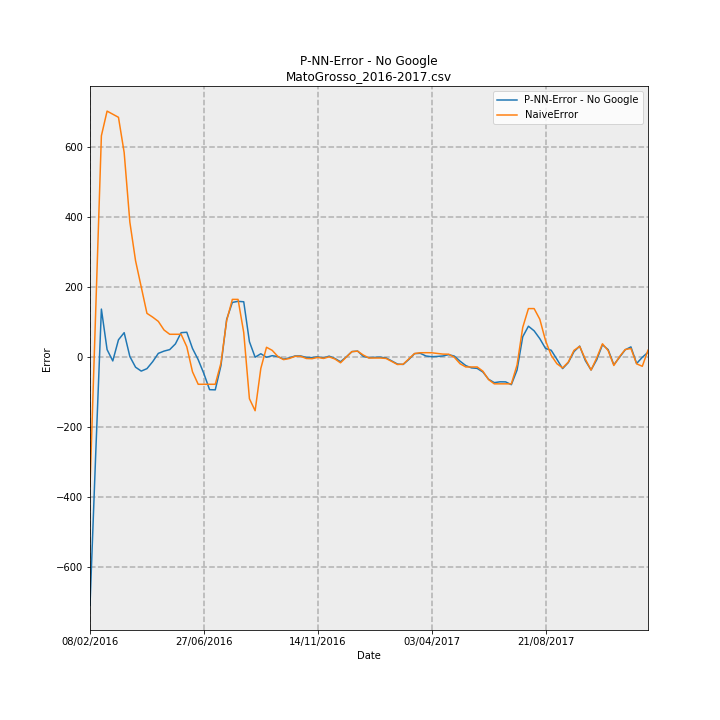 P-NN-Error - No Google
MatoGrosso_2016-2017.csv
P-NN-Error - No Google
NaiveError
600
400
200
0
−200
−400
−600
Error
08/02/2016
27/06/2016
14/11/2016
03/04/2017
21/08/2017
Date